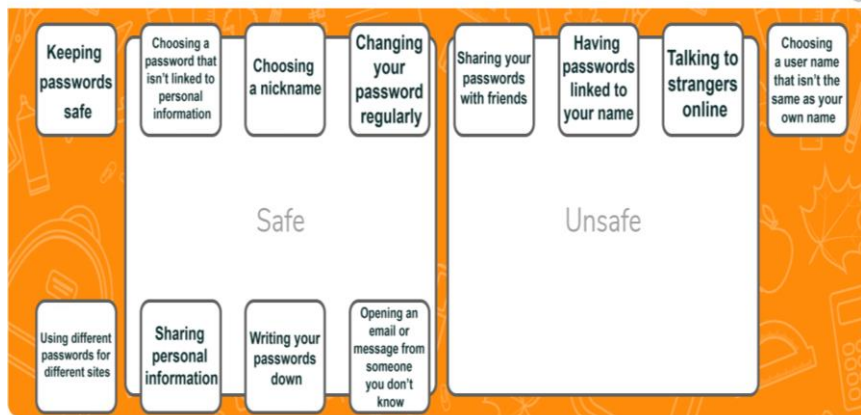 Keeping
passwords
safe
Choosing a
password that
isn't linked to
personal
information
Choosing
a nickname
Changing
your
password
regularly
Sharing your
passwords
with friends
Having
passwords
linked to
your name
Talking to
strangers
online
Choosing
a user name
that isn't the
same as your
own name
Safe
Unsafe
Using different
passwords for
different sites
Sharing
personal
information
Writing your
passwords
down
Opening an
email or
message from
someone
you don't
know